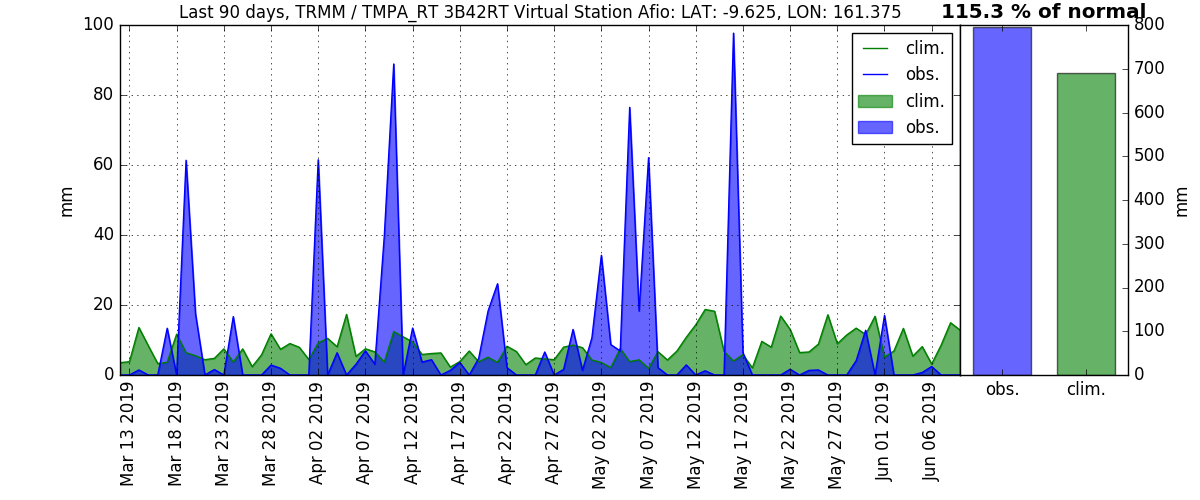 Last 90 days, TRMM / TMPA_RT 3B42RT Virtual Station Afio: LAT: -9.625, LON: 161.375
115.3 % of normal
100
80
60
40
20
0
mm
clim.
obs.
clim.
obs.
800
700
600
500
400
300
200
100
0
mm
obs.
clim.
Mar 13 2019
Mar 18 2019
Mar 23 2019
Mar 28 2019
Apr 02 2019
Apr 07 2019
Apr 12 2019
Apr 17 2019
Apr 22 2019
Apr 27 2019
May 02 2019
May 07 2019
May 12 2019
May 17 2019
May 22 2019
May 27 2019
Jun 01 2019
Jun 06 2019